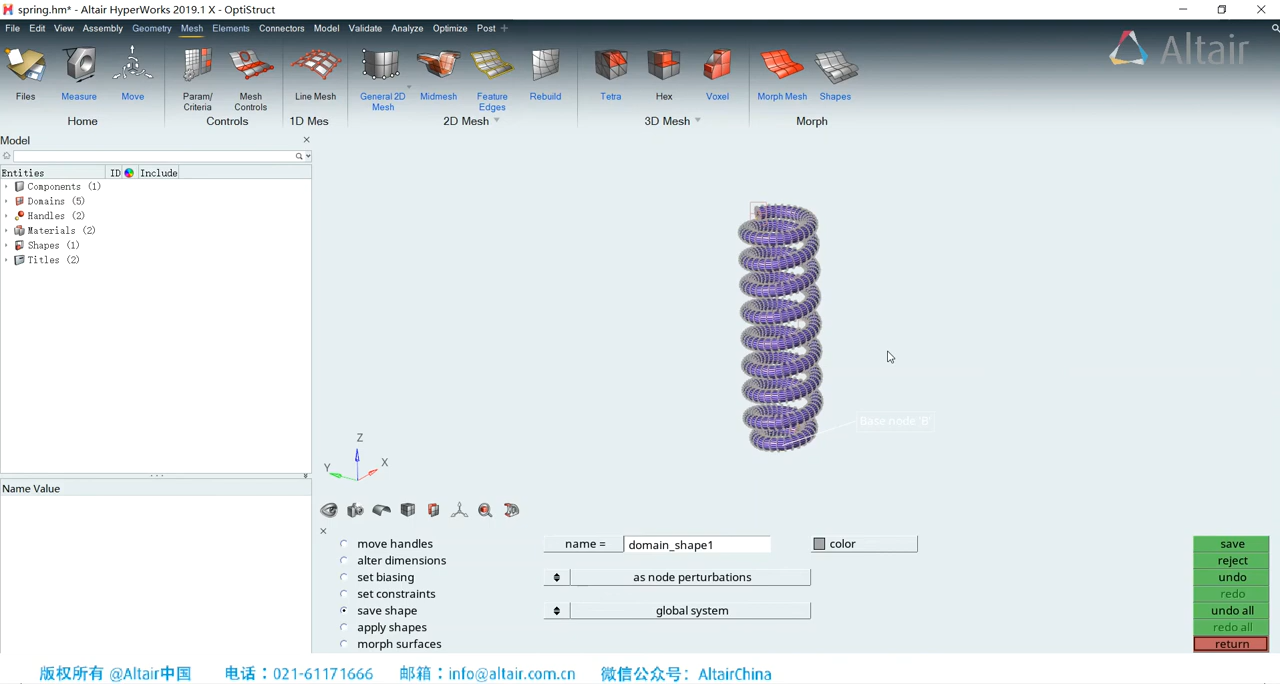 spring.hm* - Altair HyperWorks 2019.1 X - OptiStruct
File Edit View Assembly Geometry Mesh Elements Connectors Model Validate Analyze Optimize Post +
Altair
Files Measure Move Param/ Criteria Mesh Controls Line Mesh General 2D Mesh Midmesh Feature Edges Rebuild Tetra Hex Voxel Morph Mesh Shapes
Home Controls 1D Mes 2D Mesh 3D Mesh Morph
Model
Entities ID Include
Components (1)
Domains (5)
Handles (2)
Materials (2)
Shapes (1)
Titles (2)
Base node 'B'
Z
Y X
Name Value
move handles
alter dimensions
set biasing
set constraints
save shape
apply shapes
morph surfaces
name = domain_shape1 color
as node perturbations
global system
save
reject
undo
redo
undo all
redo all
return
版权所有 @Altair中国 电话：021-61171666 邮箱：info@altair.com.cn 微信公众号：AltairChina